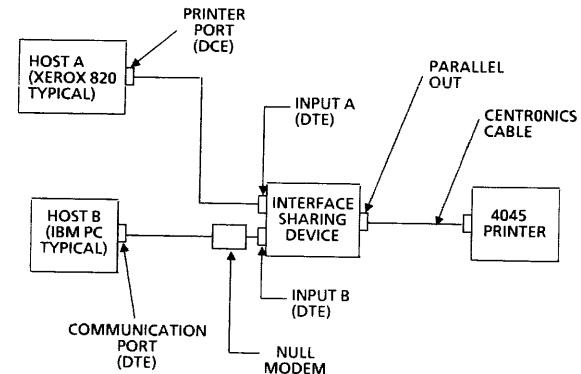 PRINTER
PORT
(DCE)
HOST A
(XEROX 820
TYPICAL)
INPUT A
(DTE)
PARALLEL
OUT
CENTRONICS
CABLE
HOST B
(IBM PC
TYPICAL)
INTERFACE
SHARING
DEVICE
4045
PRINTER
INPUT B
(DTE)
COMMUNICATION
PORT
(DTE)
NULL
MODEM